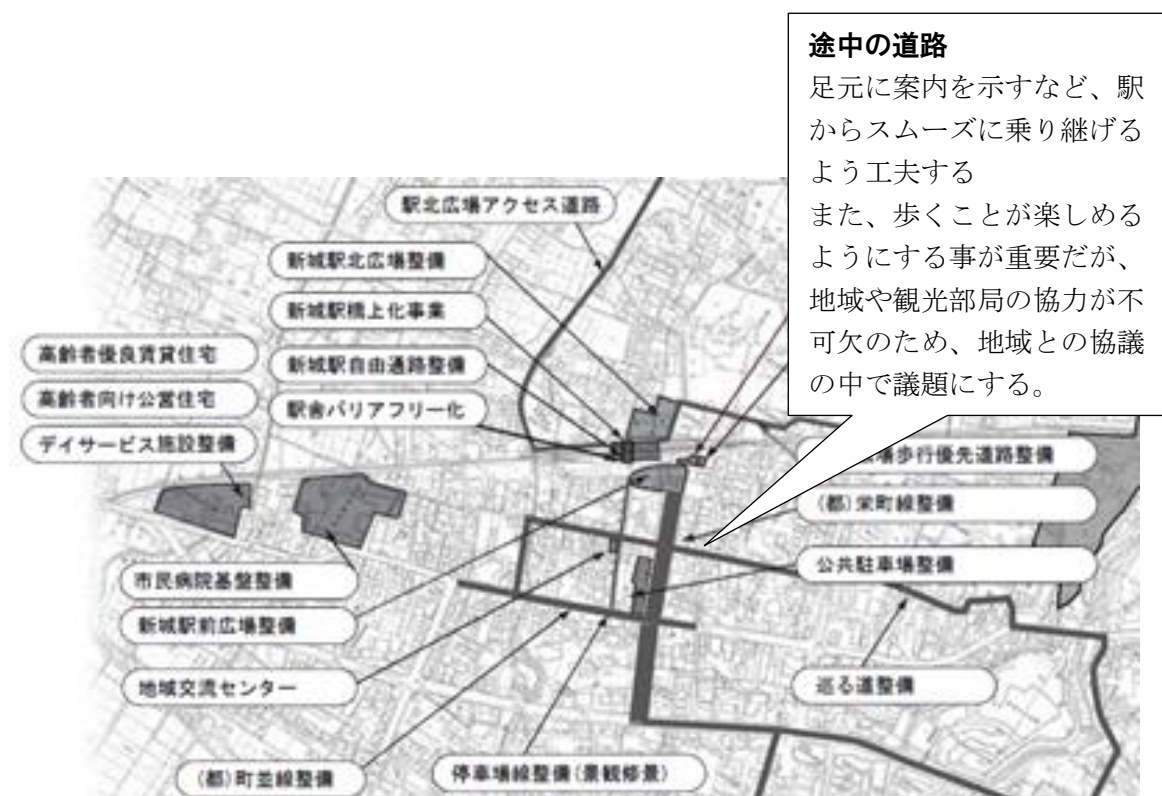 途中の道路
足元に案内を示すなど、駅
からスムーズに乗り継げる
よう工夫する
また、歩くことが楽しめる
ようにする事が重要だが、
地域や観光部局の協力が不
可欠のため、地域との協議
の中で議題にする。
駅北広場アクセス道路
新城駅北広場整備
新城駅橋上化事業
新城駅自由通路整備
駅舎バリアフリー化
高齢者優良賃貸住宅
高齢者向け公営住宅
デイサービス施設整備
場歩行優先道路整備
(都)栄町線整備
公共駐車場整備
市民病院基盤整備
新城駅前広場整備
地域交流センター
巡る道整備
(都)町並線整備
停車場線整備(景観修景)